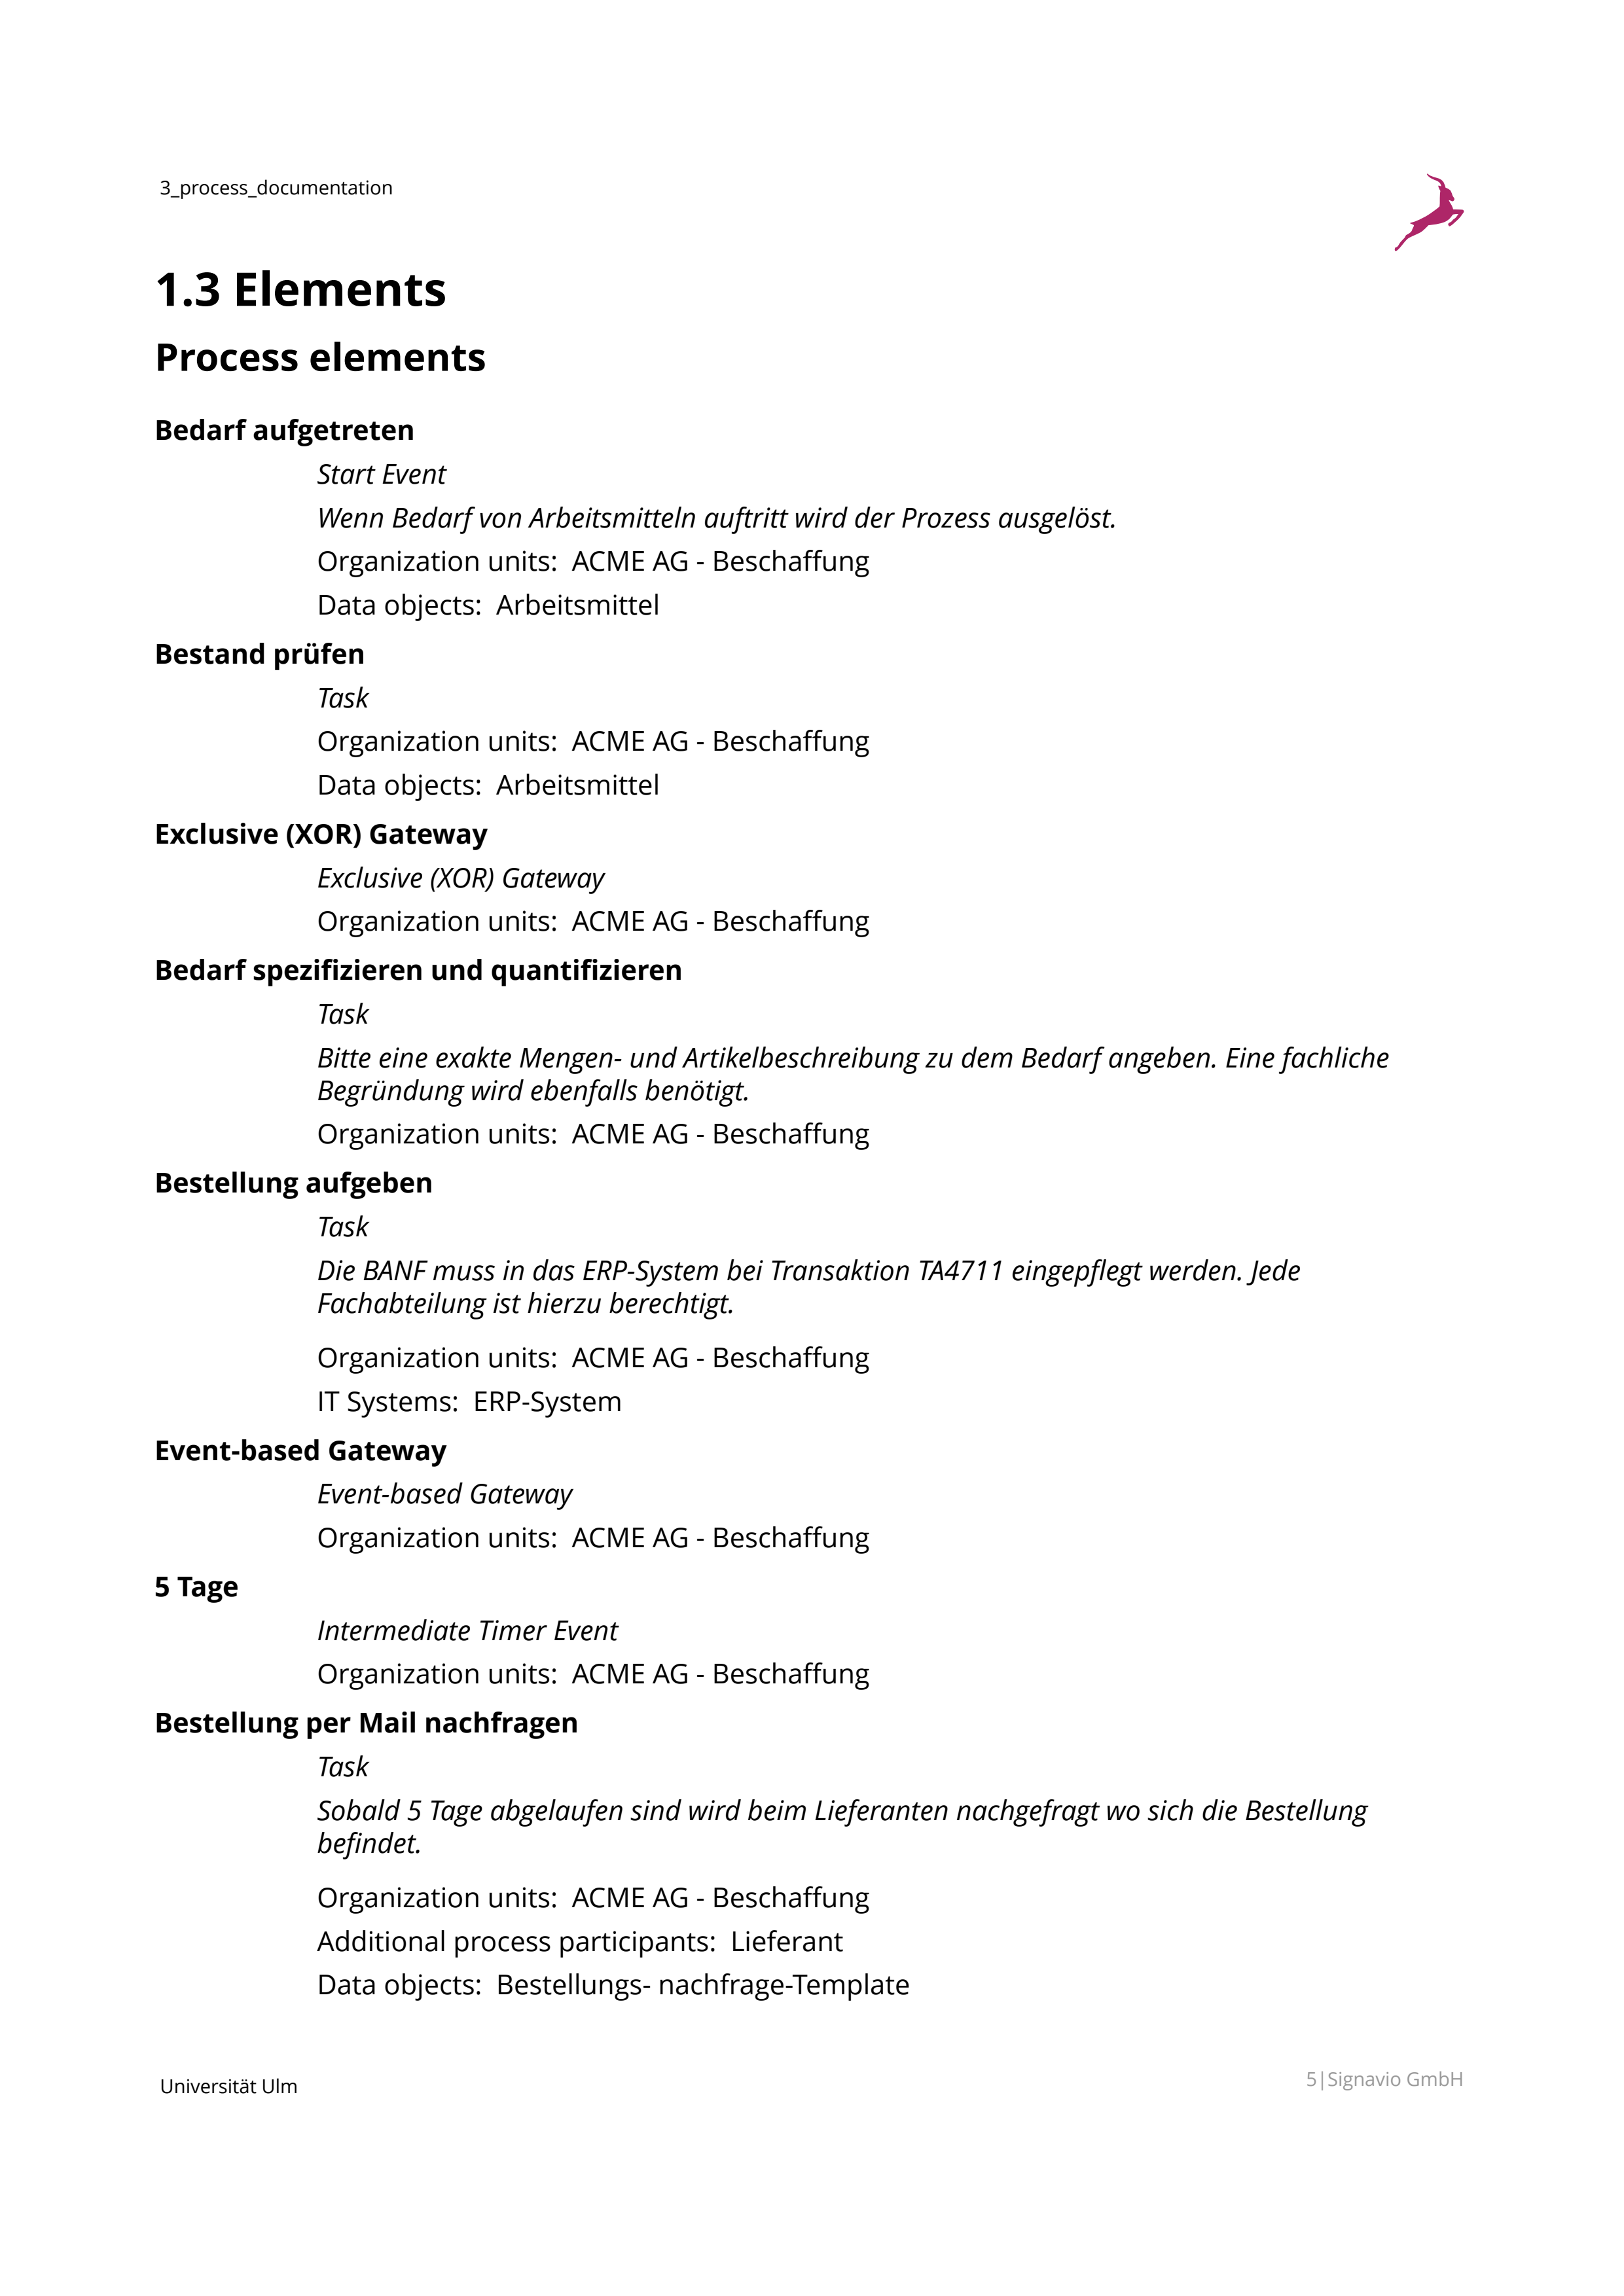 3_process_documentation
1.3 Elements
Process elements
Bedarf aufgetreten
Start Event
Wenn Bedarf von Arbeitsmitteln auftritt wird der Prozess ausgelöst.
Organization units:  ACME AG - Beschaffung
Data objects:  Arbeitsmittel
Bestand prüfen
Task
Organization units:  ACME AG - Beschaffung
Data objects:  Arbeitsmittel
Exclusive (XOR) Gateway
Exclusive (XOR) Gateway
Organization units:  ACME AG - Beschaffung
Bedarf spezifizieren und quantifizieren
Task
Bitte eine exakte Mengen- und Artikelbeschreibung zu dem Bedarf angeben. Eine fachliche
Begründung wird ebenfalls benötigt.
Organization units:  ACME AG - Beschaffung
Bestellung aufgeben
Task
Die BANF muss in das ERP-System bei Transaktion TA4711 eingepflegt werden. Jede
Fachabteilung ist hierzu berechtigt.
Organization units:  ACME AG - Beschaffung
IT Systems:  ERP-System
Event-based Gateway
Event-based Gateway
Organization units:  ACME AG - Beschaffung
5 Tage
Intermediate Timer Event
Organization units:  ACME AG - Beschaffung
Bestellung per Mail nachfragen
Task
Sobald 5 Tage abgelaufen sind wird beim Lieferanten nachgefragt wo sich die Bestellung
befindet.
Organization units:  ACME AG - Beschaffung
Additional process participants:  Lieferant
Data objects:  Bestellungs- nachfrage-Template
Universität Ulm
5|Signavio GmbH